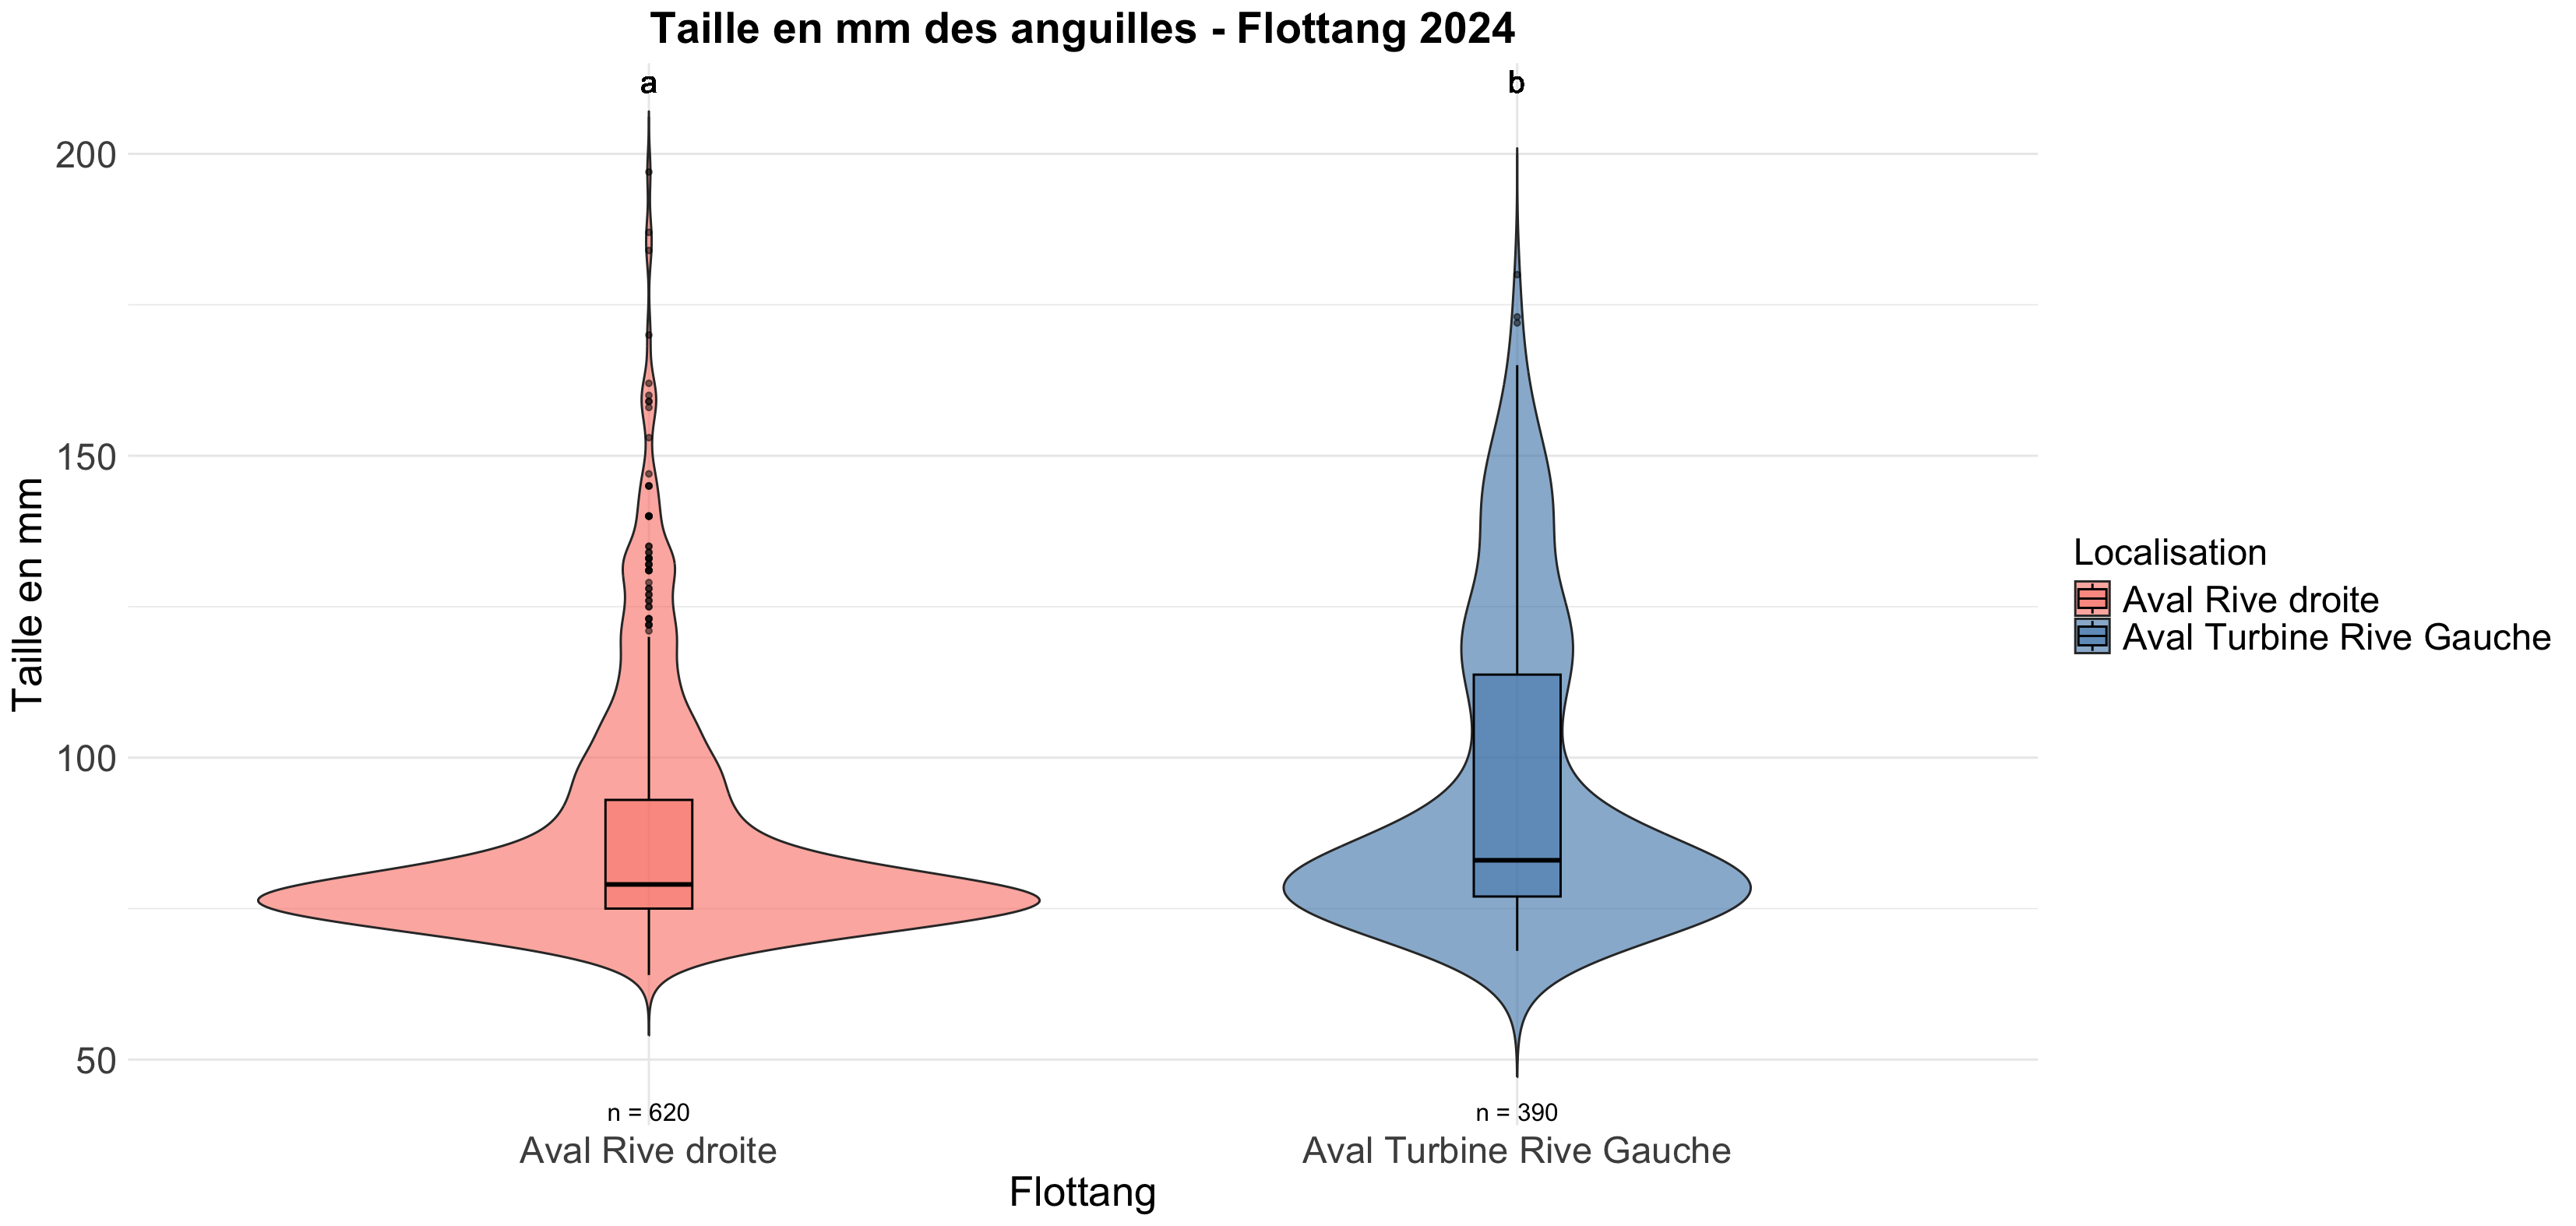 Taille en mm des anguilles - Flottang 2024
a
b
200
150
100
50
Taille en mm
n = 620
n = 390
Aval Rive droite
Aval Turbine Rive Gauche
Flottang
Localisation
Aval Rive droite
Aval Turbine Rive Gauche